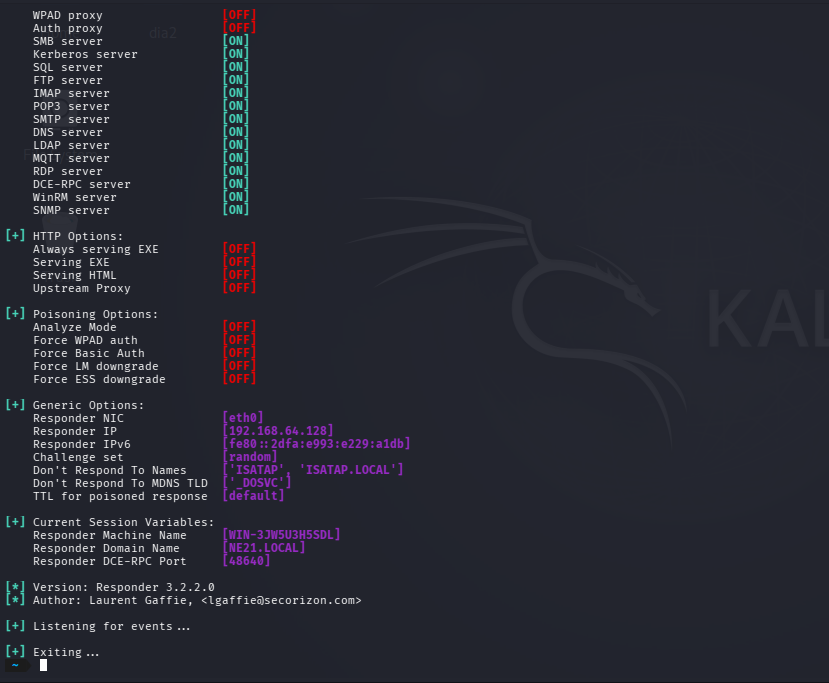 WPAD proxy [OFF]
Auth proxy [OFF]
SMB server [ON]
Kerberos server [ON]
SQL server [ON]
FTP server [ON]
IMAP server [ON]
POP3 server [ON]
SMTP server [ON]
DNS server [ON]
LDAP server [ON]
MQTT server [ON]
RDP server [ON]
DCE-RPC server [ON]
WinRM server [ON]
SNMP server [ON]
[+] HTTP Options:
Always serving EXE [OFF]
Serving EXE [OFF]
Serving HTML [OFF]
Upstream Proxy [OFF]
[+] Poisoning Options:
Analyze Mode [OFF]
Force WPAD auth [OFF]
Force Basic Auth [OFF]
Force LM downgrade [OFF]
Force ESS downgrade [OFF]
[+] Generic Options:
Responder NIC [eth0]
Responder IP [192.168.64.128]
Responder IPv6 [fe80::2dfa:e993:e229:a1db]
Challenge set [random]
Don't Respond To Names ['ISATAP', 'ISATAP.LOCAL']
Don't Respond To MDNS TLD ['_DOSVC']
TTL for poisoned response [default]
[+] Current Session Variables:
Responder Machine Name [WIN-3JW5U3H5SDL]
Responder Domain Name [NE21.LOCAL]
Responder DCE-RPC Port [48640]
[*] Version: Responder 3.2.2.0
[*] Author: Laurent Gaffie, <lgaffie@secorizon.com>
[+] Listening for events...
[+] Exiting...
~
dia2
KAL